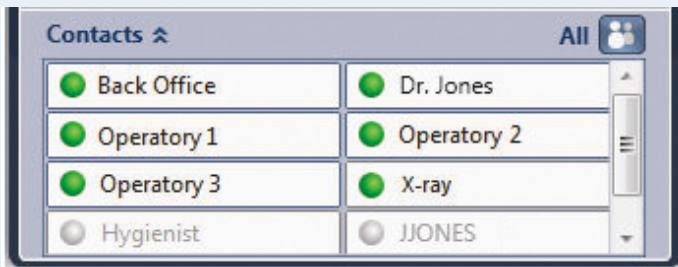 Contacts All
Back Office Dr. Jones
Operatory 1 Operatory 2
Operatory 3 X-ray
Hygienist JJONES